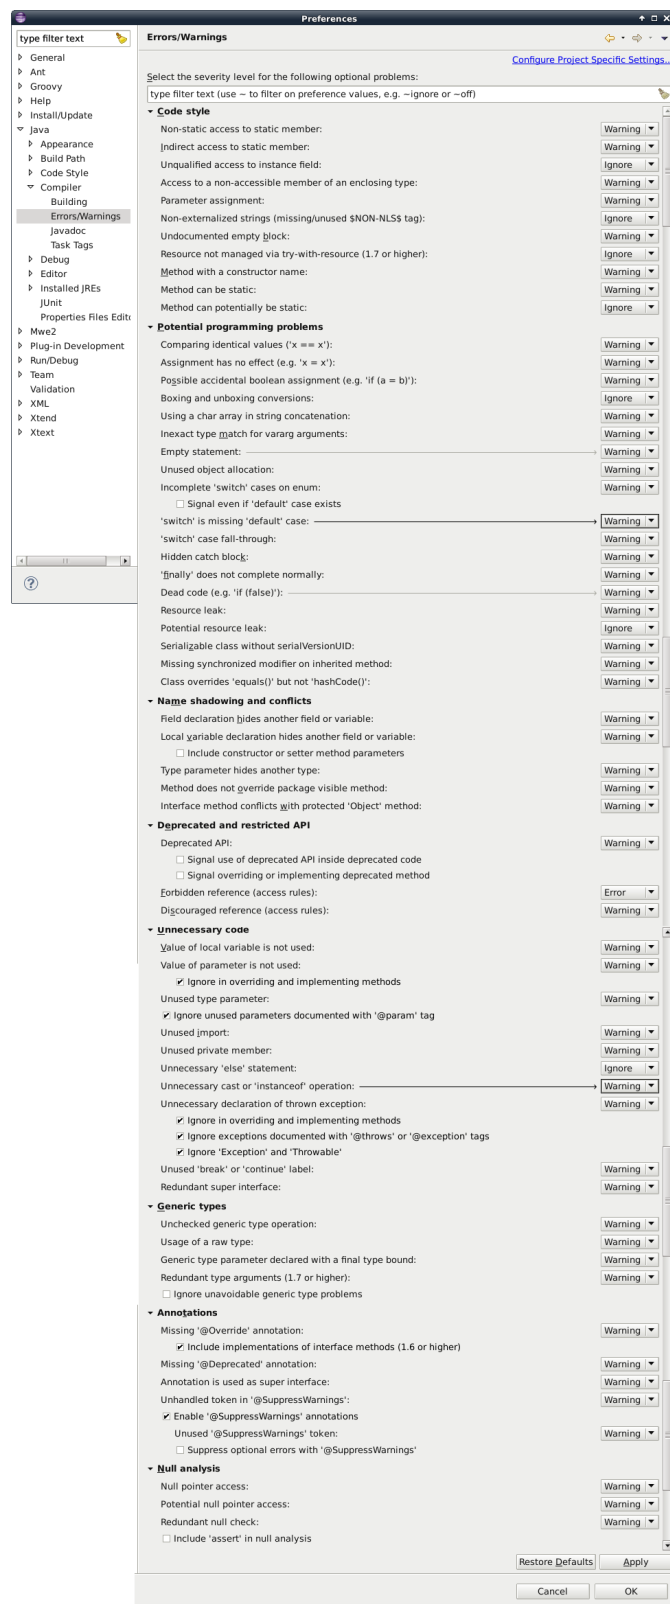 Preferences
type filter text
General
Ant
Groovy
Help
Install/Update
Java
Appearance
Build Path
Code Style
Compiler
Building
Errors/Warnings
Javadoc
Task Tags
Debug
Editor
Installed JREs
JUnit
Properties Files Edito
Mwe2
Plug-in Development
Run/Debug
Team
Validation
XML
Xtend
Xtext
Errors/Warnings
Configure Project Specific Settings..
Select the severity level for the following optional problems:
type filter text (use ~ to filter on preference values, e.g. ~ignore or ~off)
Code style
Non-static access to static member: Warning
Indirect access to static member: Warning
Unqualified access to instance field: Ignore
Access to a non-accessible member of an enclosing type: Warning
Parameter assignment: Warning
Non-externalized strings (missing/unused $NON-NLS$ tag): Ignore
Undocumented empty block: Warning
Resource not managed via try-with-resource (1.7 or higher): Ignore
Method with a constructor name: Warning
Method can be static: Warning
Method can potentially be static: Ignore
Potential programming problems
Comparing identical values ('x == x'): Warning
Assignment has no effect (e.g. 'x = x'): Warning
Possible accidental boolean assignment (e.g. 'if (a = b)'): Warning
Boxing and unboxing conversions: Ignore
Using a char array in string concatenation: Warning
Inexact type match for vararg arguments: Warning
Empty statement: Warning
Unused object allocation: Warning
Incomplete 'switch' cases on enum: Warning
Signal even if 'default' case exists
'switch' is missing 'default' case: Warning
'switch' case fall-through: Warning
Hidden catch block: Warning
'finally' does not complete normally: Warning
Dead code (e.g. 'if (false)'): Warning
Resource leak: Warning
Potential resource leak: Ignore
Serializable class without serialVersionUID: Warning
Missing synchronized modifier on inherited method: Warning
Class overrides 'equals()' but not 'hashCode()': Warning
Name shadowing and conflicts
Field declaration hides another field or variable: Warning
Local variable declaration hides another field or variable: Warning
Include constructor or setter method parameters
Type parameter hides another type: Warning
Method does not override package visible method: Warning
Interface method conflicts with protected 'Object' method: Warning
Deprecated and restricted API
Deprecated API: Warning
Signal use of deprecated API inside deprecated code
Signal overriding or implementing deprecated method
Forbidden reference (access rules): Error
Discouraged reference (access rules): Warning
Unnecessary code
Value of local variable is not used: Warning
Value of parameter is not used: Warning
Ignore in overriding and implementing methods
Unused type parameter: Warning
Ignore unused parameters documented with '@param' tag
Unused import: Warning
Unused private member: Warning
Unnecessary 'else' statement: Ignore
Unnecessary cast or 'instanceof' operation: Warning
Unnecessary declaration of thrown exception: Warning
Ignore in overriding and implementing methods
Ignore exceptions documented with '@throws' or '@exception' tags
Ignore 'Exception' and 'Throwable'
Unused 'break' or 'continue' label: Warning
Redundant super interface: Warning
Generic types
Unchecked generic type operation: Warning
Usage of a raw type: Warning
Generic type parameter declared with a final type bound: Warning
Redundant type arguments (1.7 or higher): Warning
Ignore unavoidable generic type problems
Annotations
Missing '@Override' annotation: Warning
Include implementations of interface methods (1.6 or higher)
Missing '@Deprecated' annotation: Warning
Annotation is used as super interface: Warning
Unhandled token in '@SuppressWarnings': Warning
Enable '@SuppressWarnings' annotations
Unused '@SuppressWarnings' token: Warning
Suppress optional errors with '@SuppressWarnings'
Null analysis
Null pointer access: Warning
Potential null pointer access: Warning
Redundant null check: Warning
Include 'assert' in null analysis
Restore Defaults Apply
Cancel OK